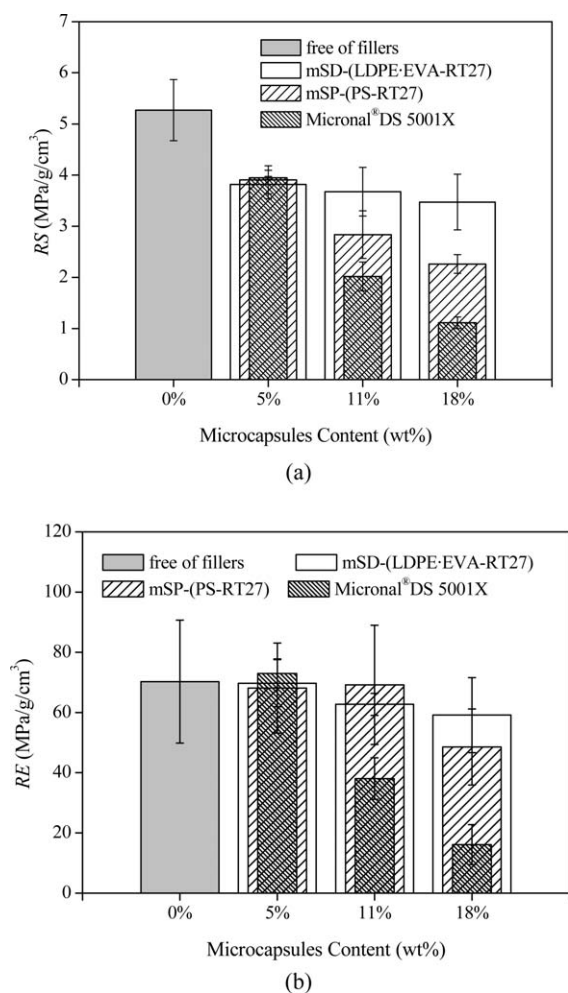 free of fillers
mSD-(LDPE·EVA-RT27)
mSP-(PS-RT27)
Micronal®DS 5001X
RS (MPa/g/cm³)
7
6
5
4
3
2
1
0
0% 5% 11% 18%
Microcapsules Content (wt%)
(a)
free of fillers mSD-(LDPE·EVA-RT27)
mSP-(PS-RT27) Micronal®DS 5001X
RE (MPa/g/cm³)
120
100
80
60
40
20
0
0% 5% 11% 18%
Microcapsules Content (wt%)
(b)